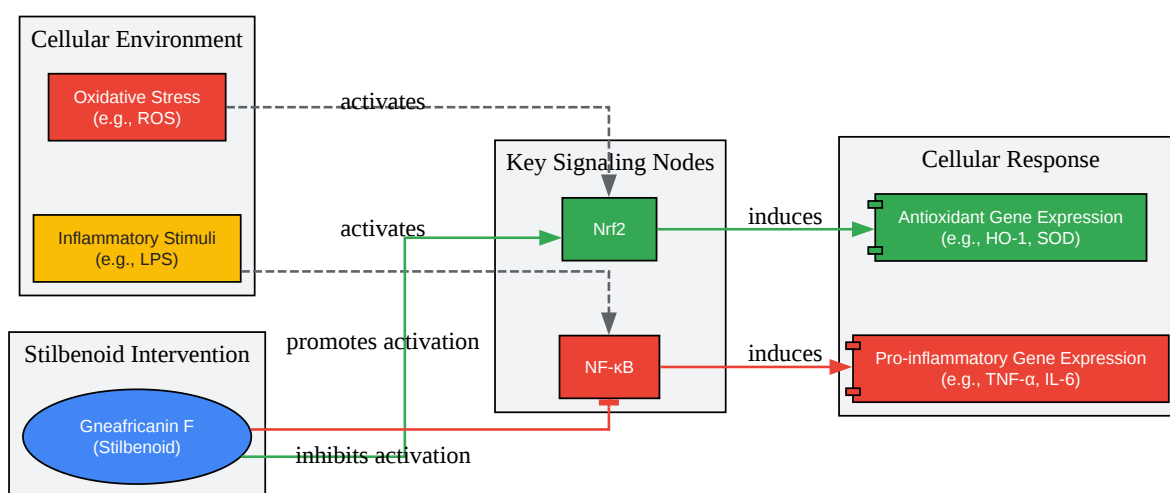 Cellular Environment
Oxidative Stress
(e.g., ROS)
activates
Inflammatory Stimuli
(e.g., LPS)
activates
Stilbenoid Intervention
Gneafricanin F
(Stilbenoid)
promotes activation
inhibits activation
Key Signaling Nodes
Nrf2
NF-κB
induces
induces
Cellular Response
Antioxidant Gene Expression
(e.g., HO-1, SOD)
Pro-inflammatory Gene Expression
(e.g., TNF-α, IL-6)